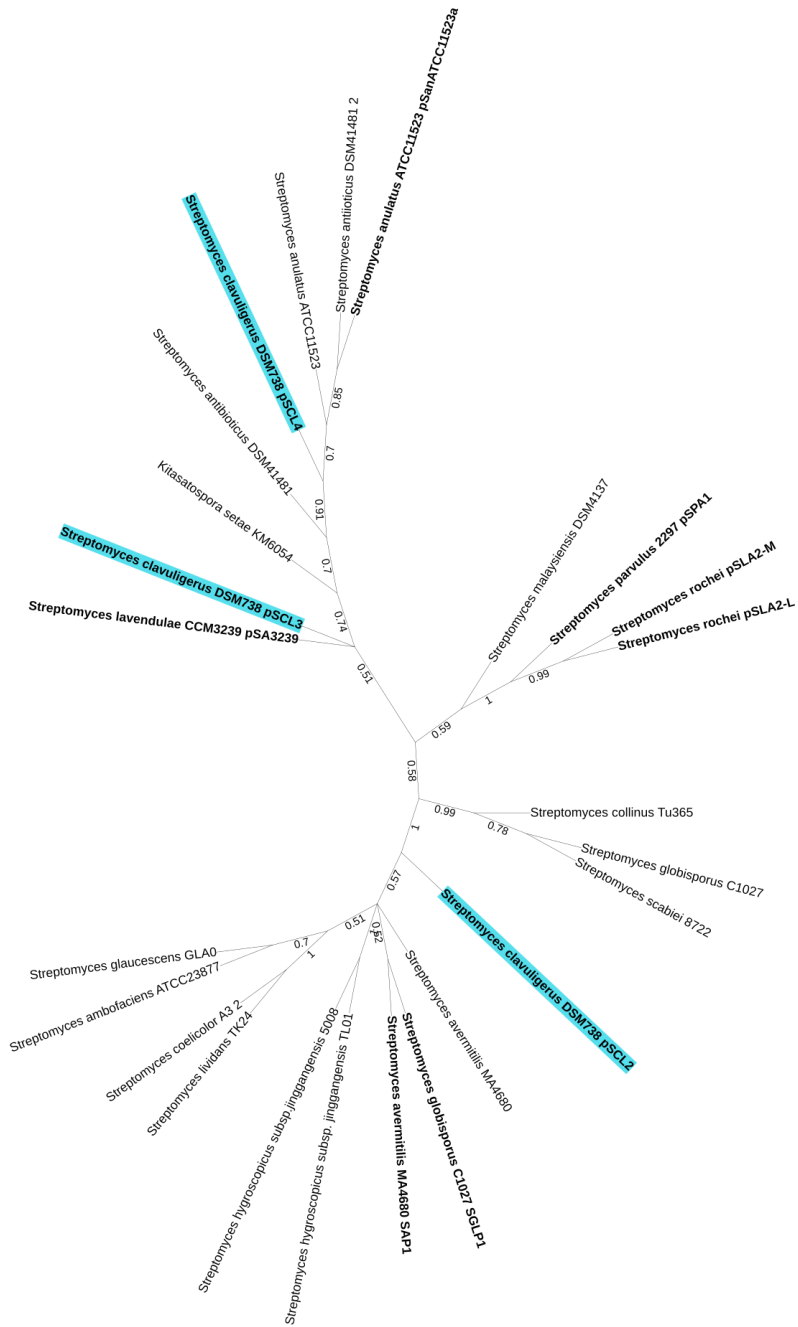 Streptomyces anulatus ATCC11523 pSanATCC11523a
Streptomyces antiioticus DSM41481 2
Streptomyces anulatus ATCC11523
Streptomyces clavuligerus DSM738 pSCL4
Streptomyces antibioticus DSM41481
Kitasatospora setae KM6054
Streptomyces clavuligerus DSM738 pSCL3
Streptomyces lavendulae CCM3239 pSA3239
0.85
0.7
0.91
0.7
0.74
0.51
Streptomyces malaysiensis DSM4137
Streptomyces parvulus 2297 pSPA1
Streptomyces rochei pSLA2-M
Streptomyces rochei pSLA2-L
0.99
1
0.59
0.58
0.99
0.78
Streptomyces collinus Tu365
Streptomyces globisporus C1027
Streptomyces scabiei 8722
1
0.57
Streptomyces clavuligerus DSM738 pSCL2
0.51
0.52
0.7
1
Streptomyces glaucescens GLA0
Streptomyces ambofaciens ATCC23877
Streptomyces coelicolor A3 2
Streptomyces lividans TK24
Streptomyces hygroscopicus subsp.jinggangensis 5008
Streptomyces hygroscopicus subsp. jinggangensis TL01
Streptomyces avermitilis MA4680 SAP1
Streptomyces globisporus C1027 SGLP1
Streptomyces avermitilis MA4680